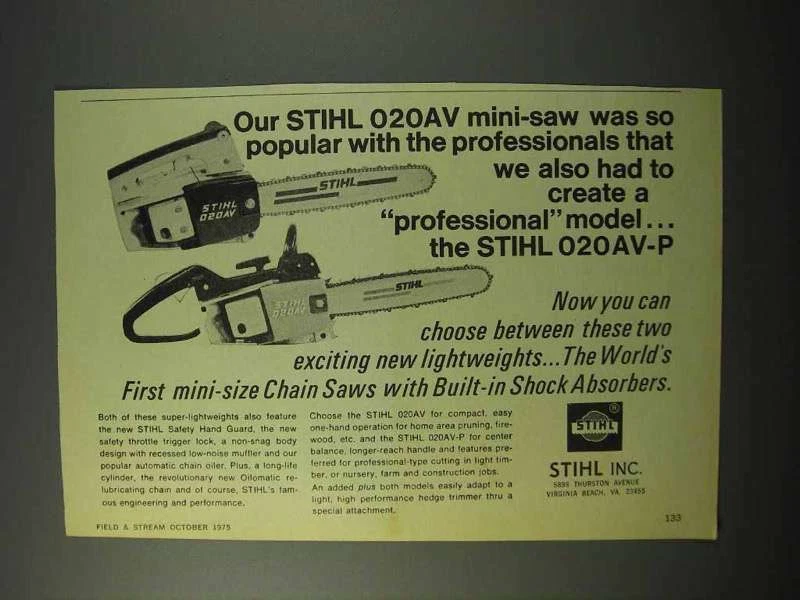 Our STIHL 020AV mini-saw was so
popular with the professionals that
we also had to
create a
“professional” model...
the STIHL 020AV-P
STIHL
STIHL
020AV
STIHL
STIHL
020AV
Now you can
choose between these two
exciting new lightweights...The World's
First mini-size Chain Saws with Built-in Shock Absorbers.
Both of these super-lightweights also feature
the new STIHL Safety Hand Guard, the new
safety throttle trigger lock, a non-snag body
design with recessed low-noise muffler and our
popular automatic chain oiler. Plus, a long-life
cylinder, the revolutionary new Oilomatic re-
lubricating chain and of course, STIHL's fam-
ous engineering and performance.
Choose the STIHL 020AV for compact, easy
one-hand operation for home area pruning, fire-
wood, etc. and the STIHL 020AV-P for center
balance, longer-reach handle and features pre-
ferred for professional-type cutting in light tim-
ber, or nursery, farm and construction jobs.
An added plus both models easily adapt to a
light, high performance hedge trimmer thru a
special attachment.
®
STIHL
STIHL INC.
5898 THURSTON AVENUE
VIRGINIA BEACH, VA. 23455
FIELD & STREAM OCTOBER 1975
133